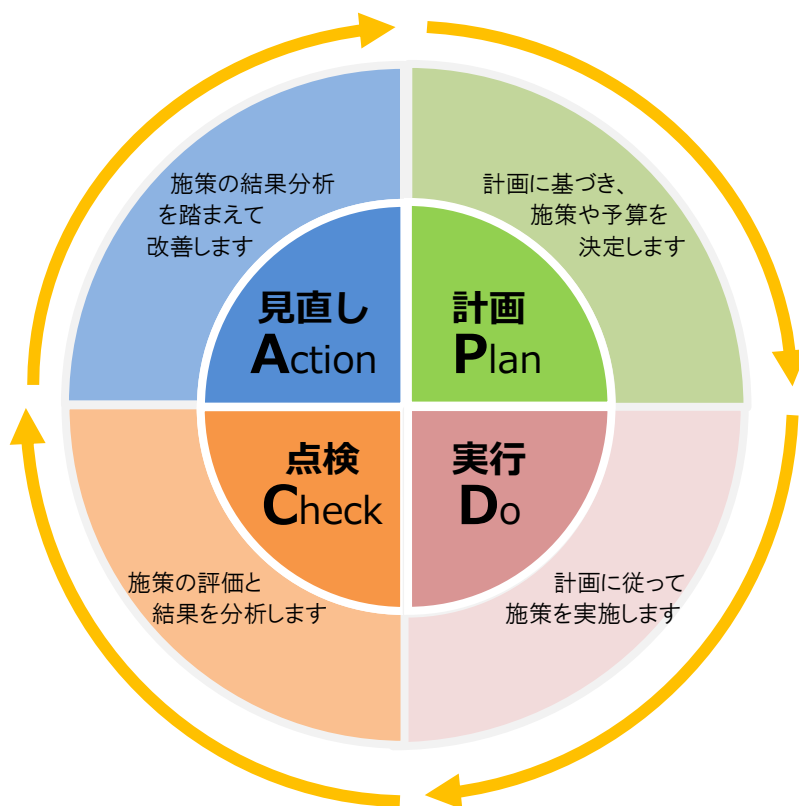 施策の結果分析
を踏まえて
改善します
計画に基づき、
施策や予算を
決定します
見直し
Action
計画
Plan
点検
Check
実行
Do
施策の評価と
結果を分析します
計画に従って
施策を実施します